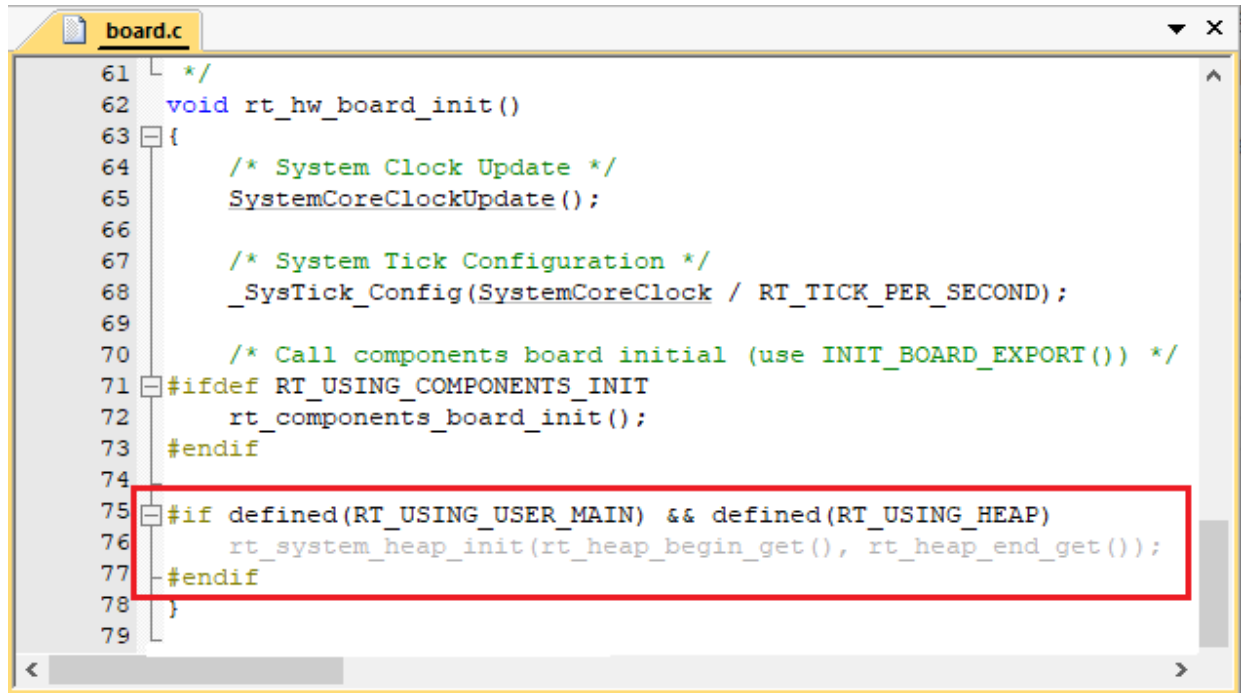 board.c
61 */
62 void rt_hw_board_init()
63 {
64 /* System Clock Update */
65 SystemCoreClockUpdate();
66
67 /* System Tick Configuration */
68 _SysTick_Config(SystemCoreClock / RT_TICK_PER_SECOND);
69
70 /* Call components board initial (use INIT_BOARD_EXPORT()) */
71 #ifdef RT_USING_COMPONENTS_INIT
72 rt_components_board_init();
73 #endif
74
75 #if defined(RT_USING_USER_MAIN) && defined(RT_USING_HEAP)
76 rt_system_heap_init(rt_heap_begin_get(), rt_heap_end_get());
77 #endif
78 }
79